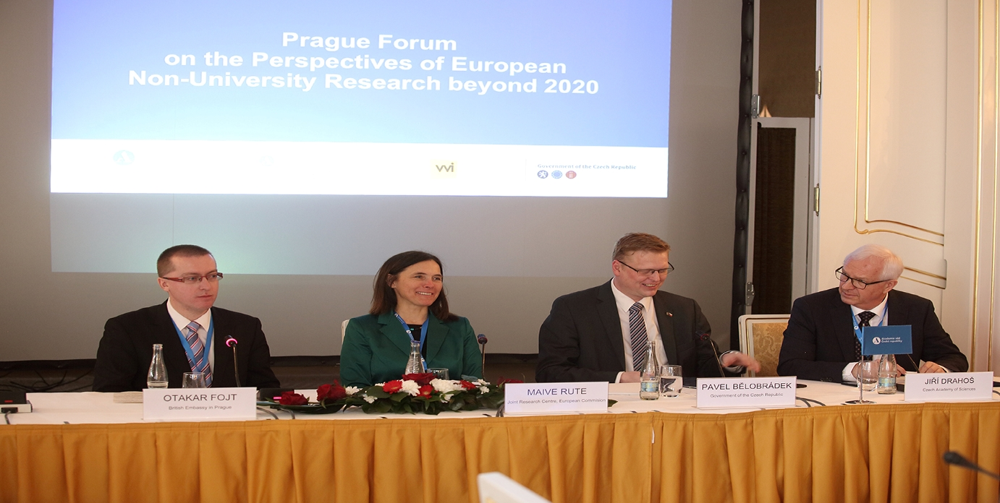 Prague Forum
on the Perspectives of European
Non-University Research beyond 2020
VVI
Government of the Czech Republic
OTAKAR FOJT
British Embassy in Prague
MAIVE RUTE
Joint Research Centre, European Commision
PAVEL BĚLOBRÁDEK
Government of the Czech Republic
Akademie věd
České republiky
JIŘÍ DRAHOŠ
Czech Academy of Sciences